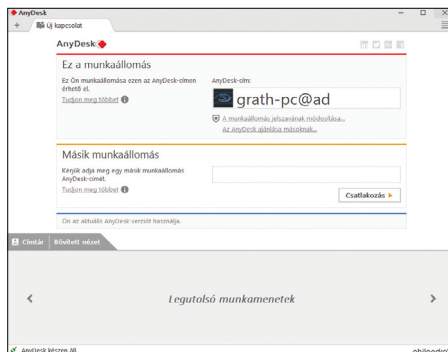 AnyDesk
Új kapcsolat
AnyDesk
Ez a munkaállomás
Ez Ön munkaállomása ezen az AnyDesk-címen
érhető el.
Tudjon meg többet
AnyDesk-cím:
grath-pc@ad
A munkaállomás jelszavának módosítása...
Az AnyDesk ajánlása másoknak...
Másik munkaállomás
Kérjük adja meg egy másik munkaállomás
AnyDesk-címét.
Tudjon meg többet
Csatlakozás
Ön az aktuális AnyDesk-verziót használja.
Címtár
Bővített nézet
Legutolsó munkamenetek
AnyDesk készen áll.